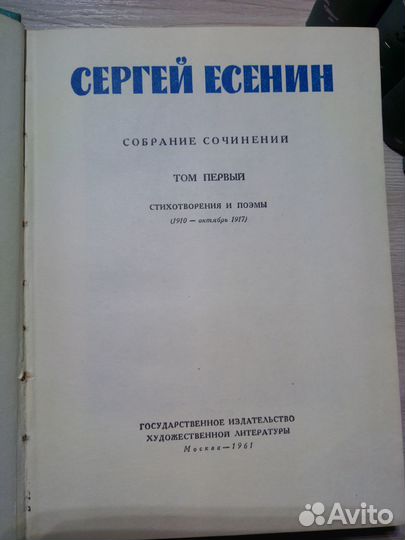 СЕРГЕЙ ЕСЕНИН
СОБРАНИЕ СОЧИНЕНИЙ
ТОМ ПЕРВЫЙ
СТИХОТВОРЕНИЯ И ПОЭМЫ
(1910 — октябрь 1917)
ГОСУДАРСТВЕННОЕ ИЗДАТЕЛЬСТВО
ХУДОЖЕСТВЕННОЙ ЛИТЕРАТУРЫ
Москва—1961
Avito